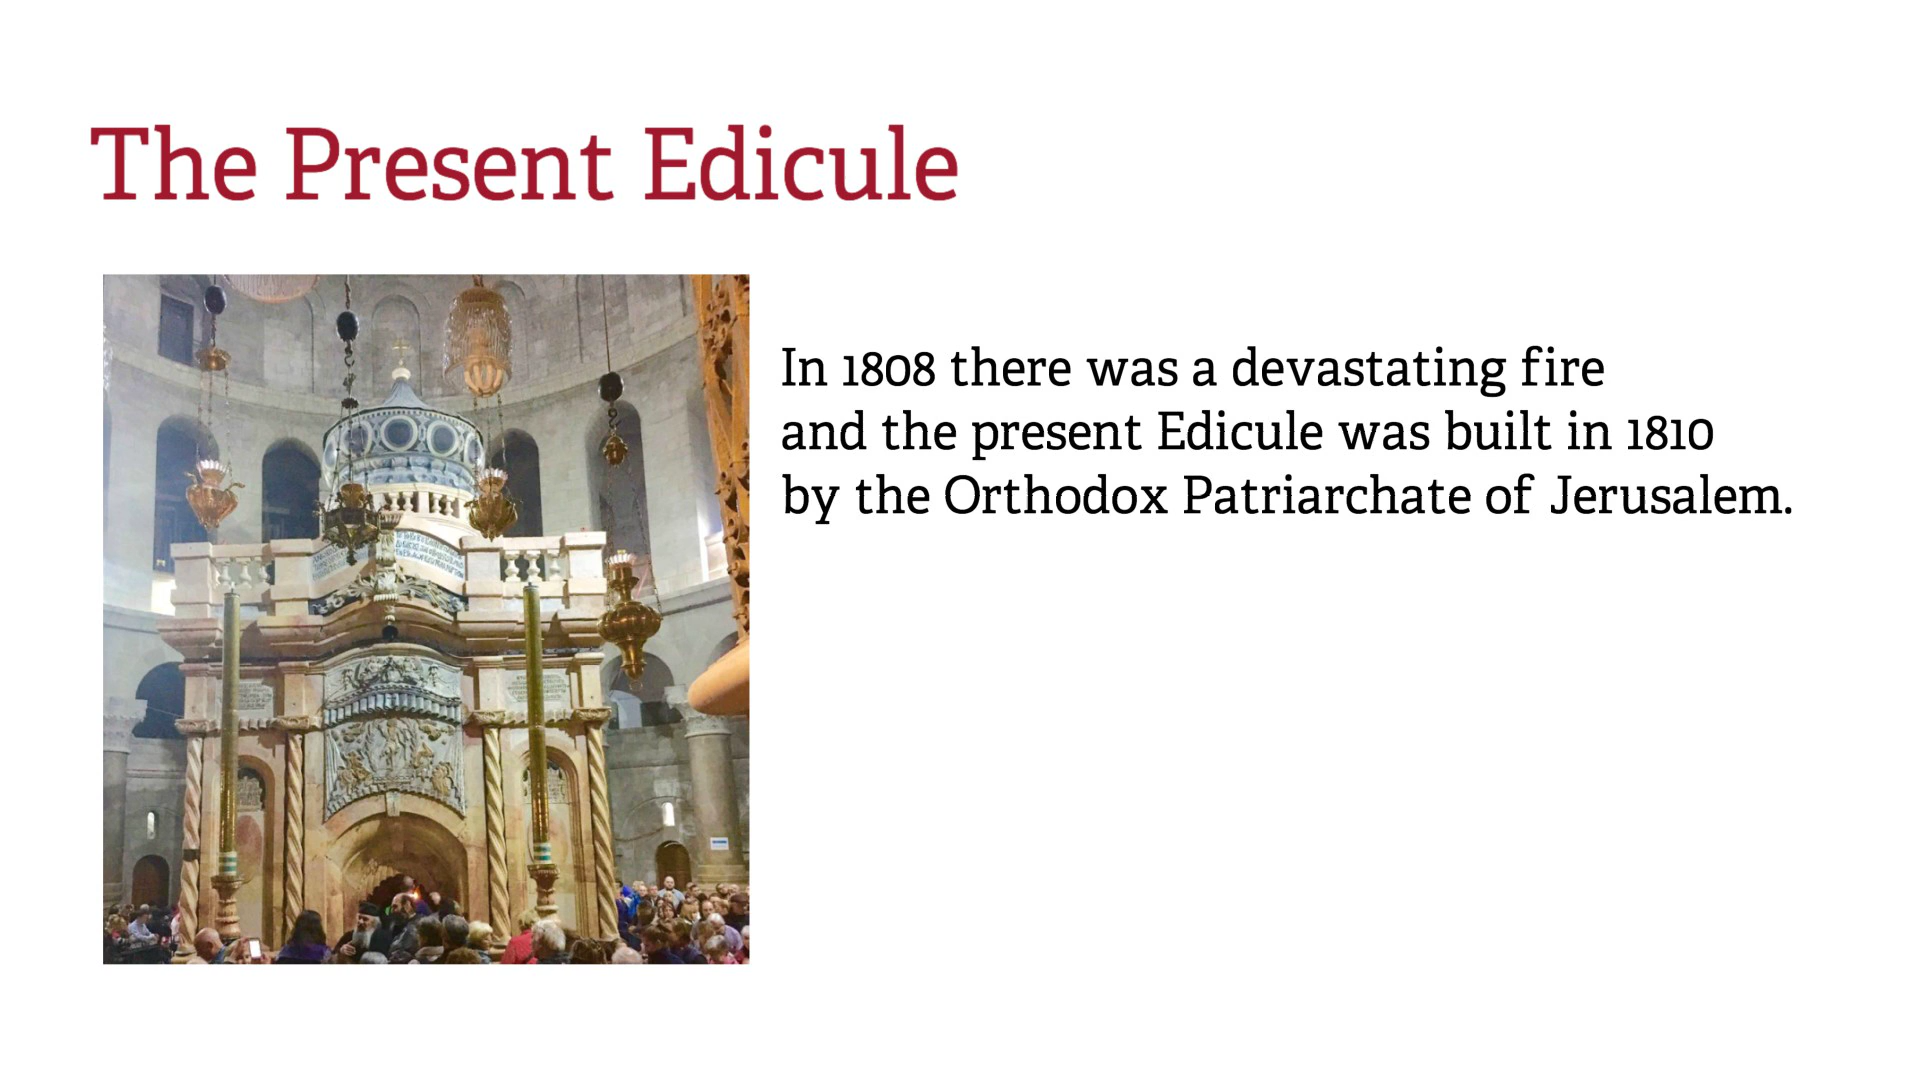 The Present Edicule
In 1808 there was a devastating fire
and the present Edicule was built in 1810
by the Orthodox Patriarchate of Jerusalem.